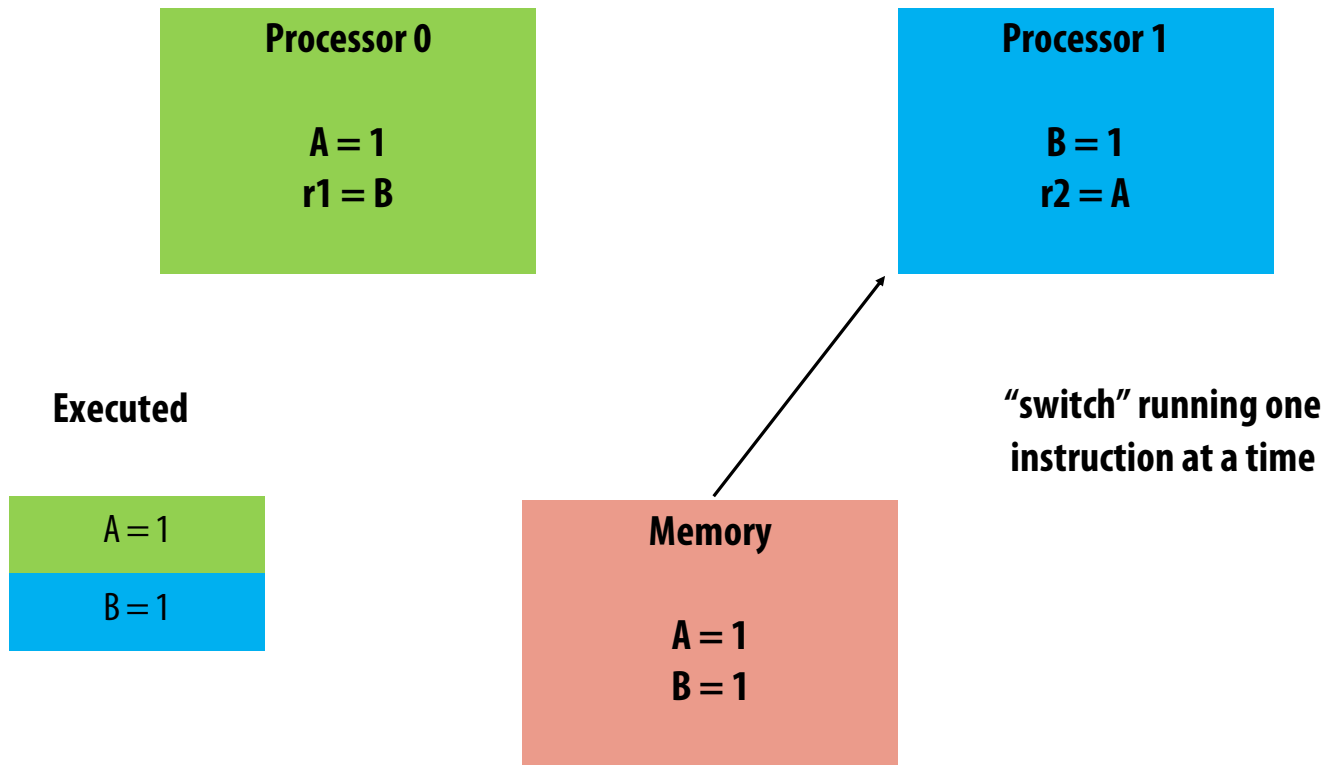 Processor 0
A = 1
r1 = B
Processor 1
B = 1
r2 = A
Executed
A = 1
B = 1
“switch” running one
instruction at a time
Memory
A = 1
B = 1